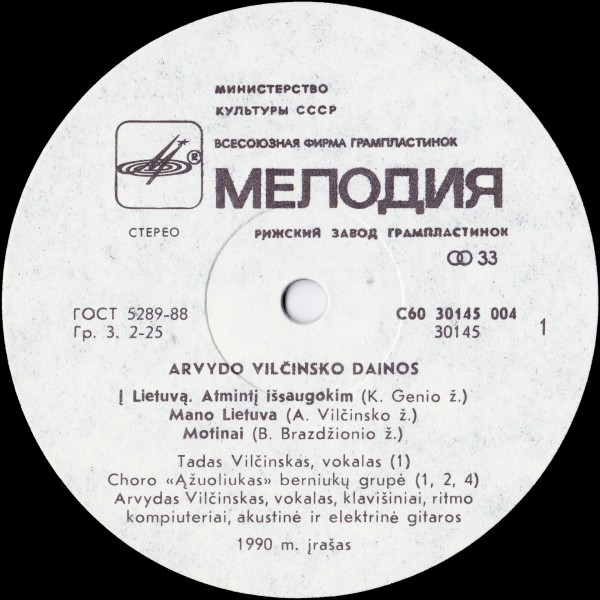 МИНИСТЕРСТВО
КУЛЬТУРЫ СССР
ВСЕСОЮЗНАЯ ФИРМА ГРАМПЛАСТИНОК
®
МЕЛОДИЯ
СТЕРЕО
РИЖСКИЙ ЗАВОД ГРАМПЛАСТИНОК
33
ГОСТ 5289-88
С60 30145 004
Гр. 3. 2-25
30145
1
ARVYDO VILČINSKO DAINOS
Į Lietuvą. Atmintį išsaugokim (K. Genio ž.)
Mano Lietuva (A. Vilčinsko ž.)
Motinai (B. Brazdžionio ž.)
Tadas Vilčinskas, vokalas (1)
Choro «Ąžuoliukas» berniukų grupė (1, 2, 4)
Arvydas Vilčinskas, vokalas, klavišiniai, ritmo
kompiuteriai, akustinė ir elektrinė gitaros
1990 m. įrašas